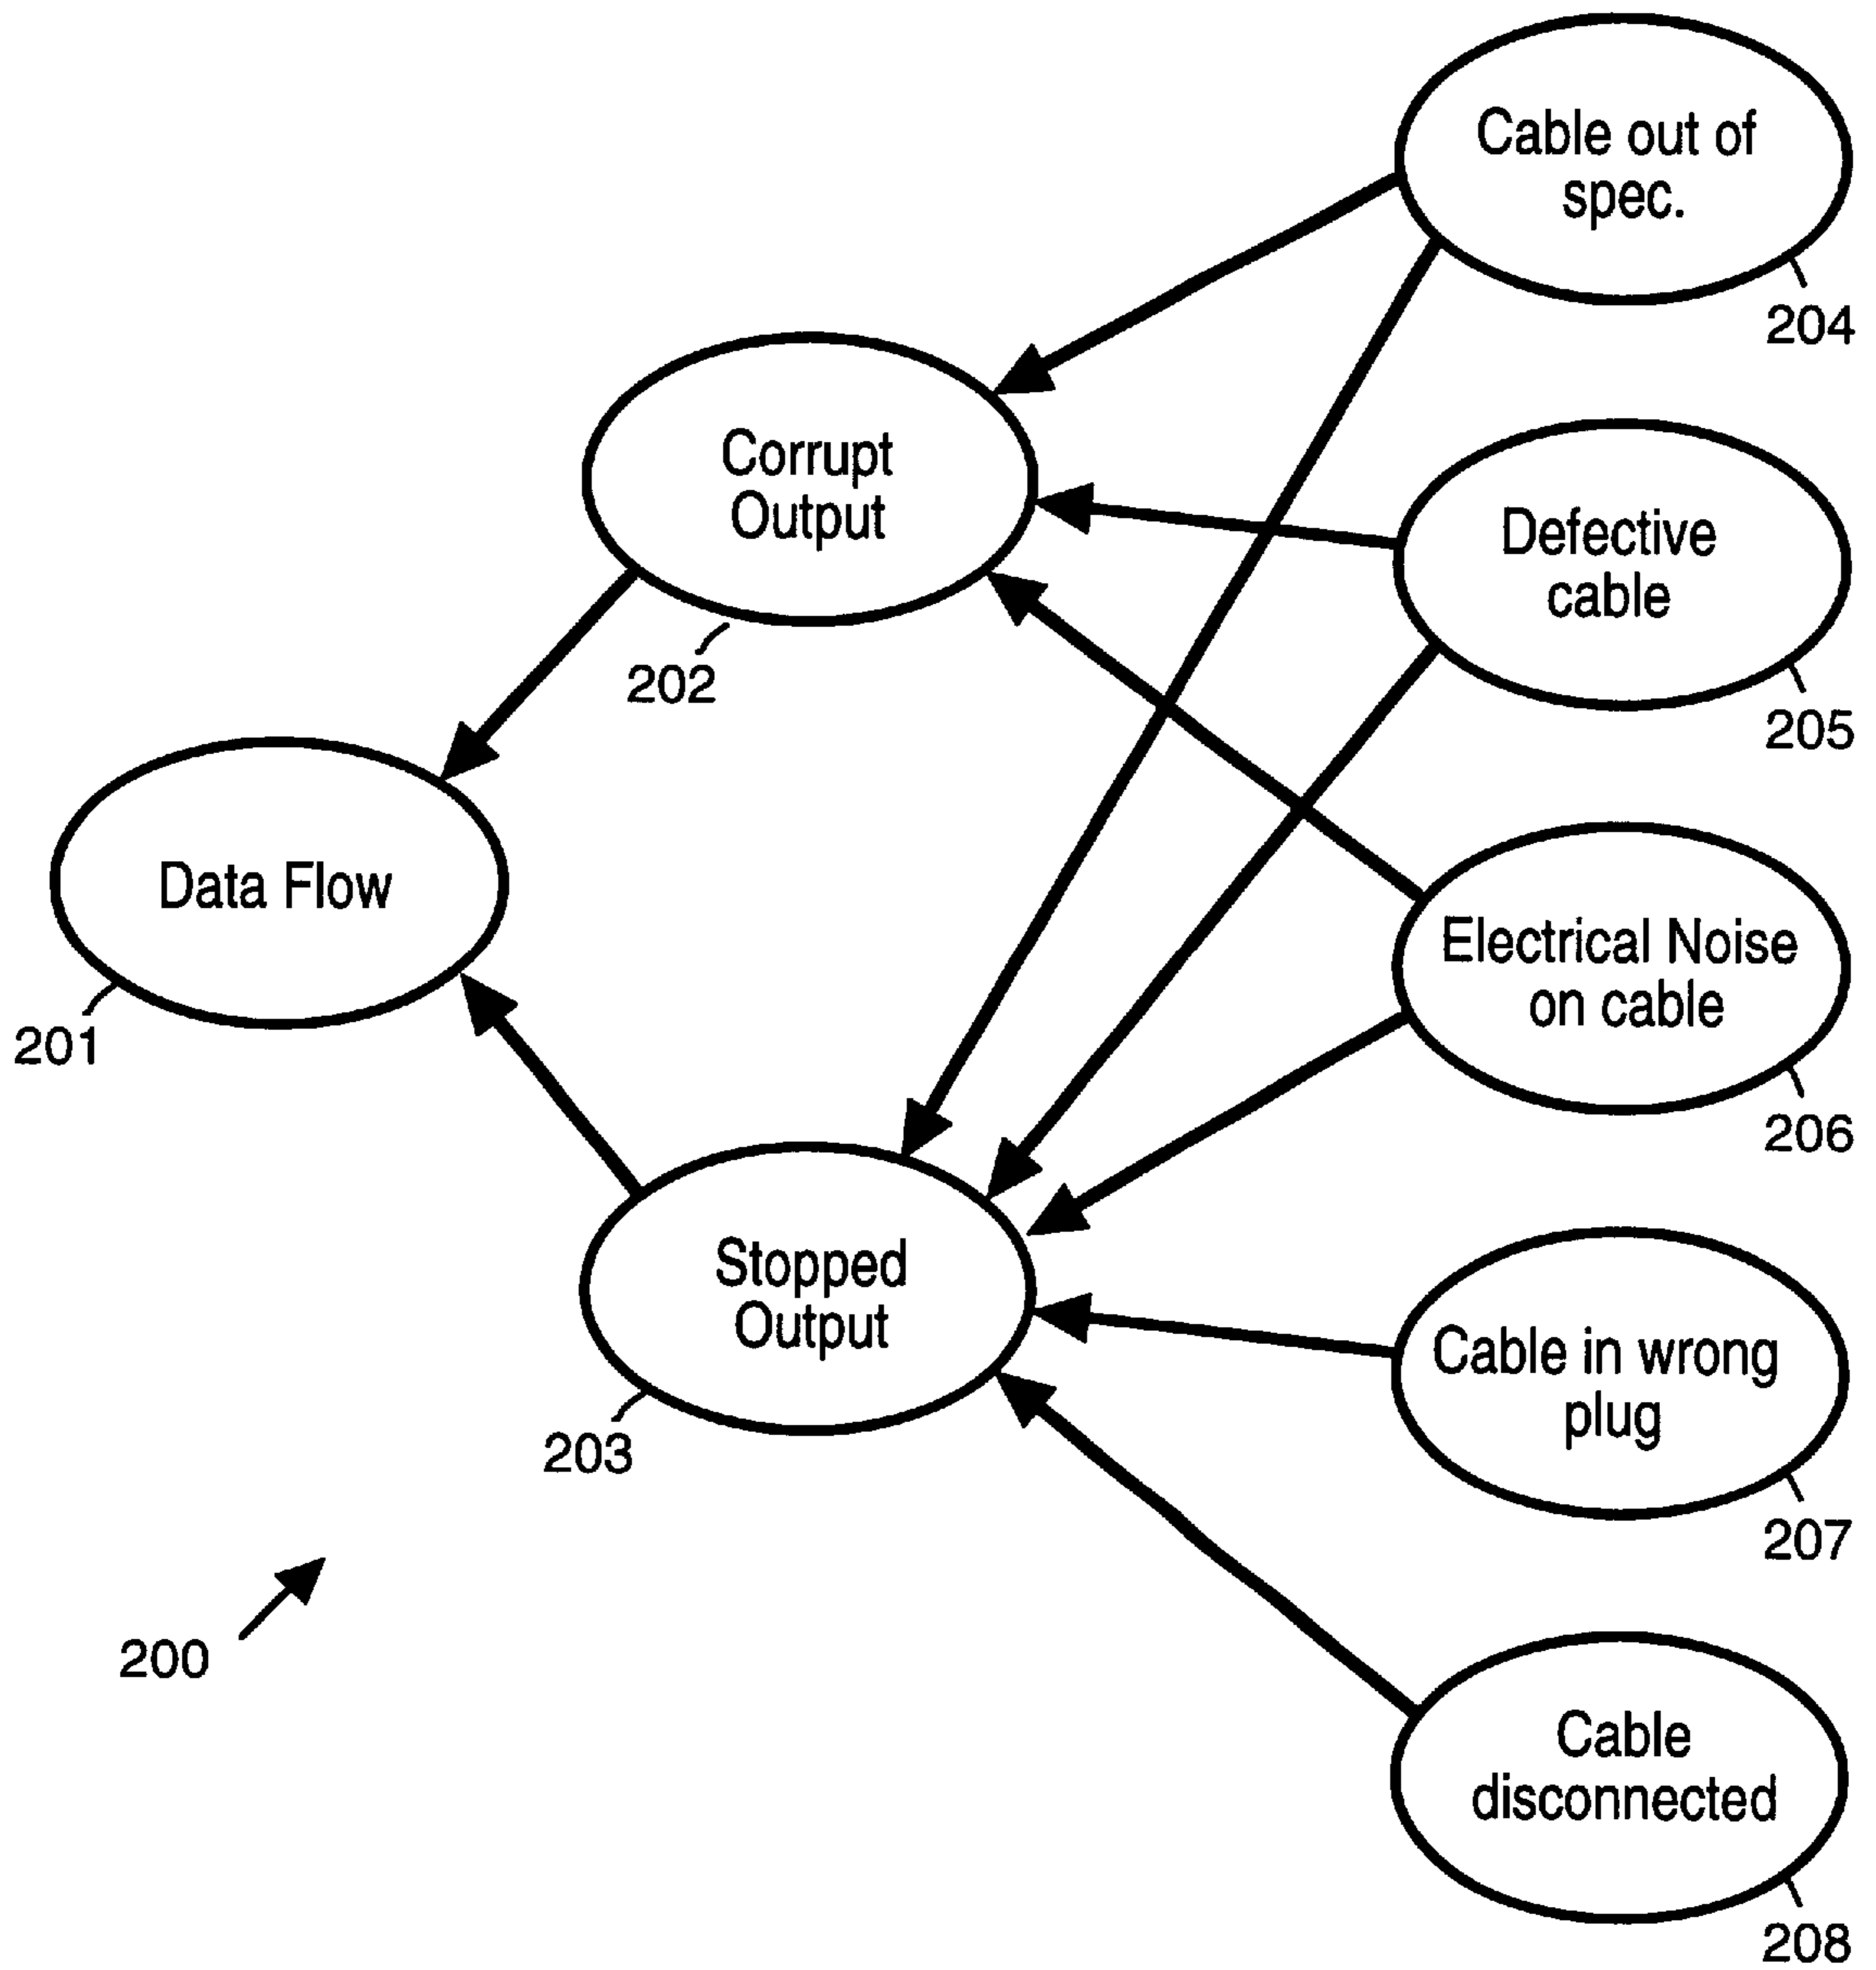 Cable out of
spec.
204
Corrupt
Output
202
Defective
cable
205
Data Flow
201
Electrical Noise
on cable
206
Stopped
Output
203
Cable in wrong
plug
207
200
Cable
disconnected
208